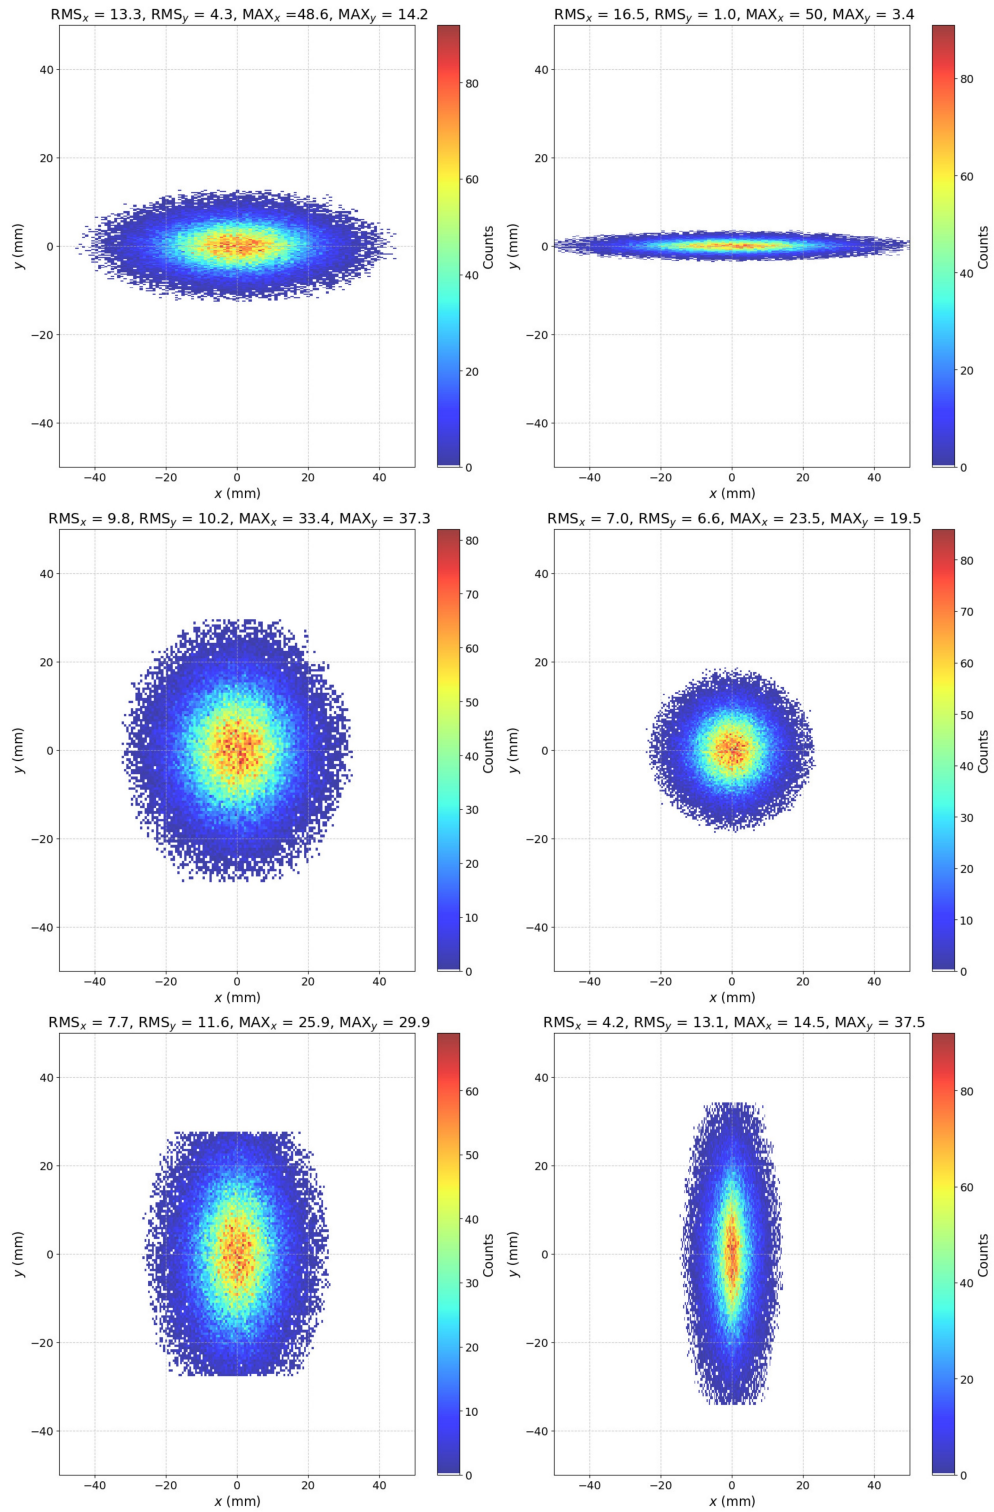 RMSx = 13.3, RMSy = 4.3, MAXx =48.6, MAXy = 14.2
40
20
0
−20
−40
y (mm)
−40 −20 0 20 40
x (mm)
80
60
40
20
0
Counts
RMSx = 16.5, RMSy = 1.0, MAXx = 50, MAXy = 3.4
40
20
0
−20
−40
y (mm)
−40 −20 0 20 40
x (mm)
80
60
40
20
0
Counts
RMSx = 9.8, RMSy = 10.2, MAXx = 33.4, MAXy = 37.3
40
20
0
−20
−40
y (mm)
−40 −20 0 20 40
x (mm)
80
70
60
50
40
30
20
10
0
Counts
RMSx = 7.0, RMSy = 6.6, MAXx = 23.5, MAXy = 19.5
40
20
0
−20
−40
y (mm)
−40 −20 0 20 40
x (mm)
80
70
60
50
40
30
20
10
0
Counts
RMSx = 7.7, RMSy = 11.6, MAXx = 25.9, MAXy = 29.9
40
20
0
−20
−40
y (mm)
−40 −20 0 20 40
x (mm)
60
50
40
30
20
10
0
Counts
RMSx = 4.2, RMSy = 13.1, MAXx = 14.5, MAXy = 37.5
40
20
0
−20
−40
y (mm)
−40 −20 0 20 40
x (mm)
80
60
40
20
0
Counts